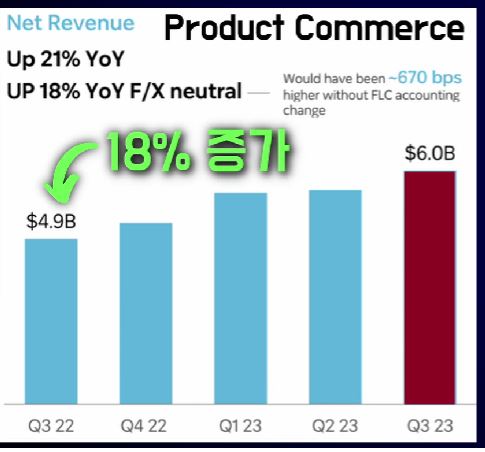 Net Revenue
Product Commerce
Up 21% YoY
UP 18% YoY F/X neutral
Would have been ~670 bps
higher without FLC accounting
change
18% 증가
$4.9B
$6.0B
Q3 22
Q4 22
Q1 23
Q2 23
Q3 23